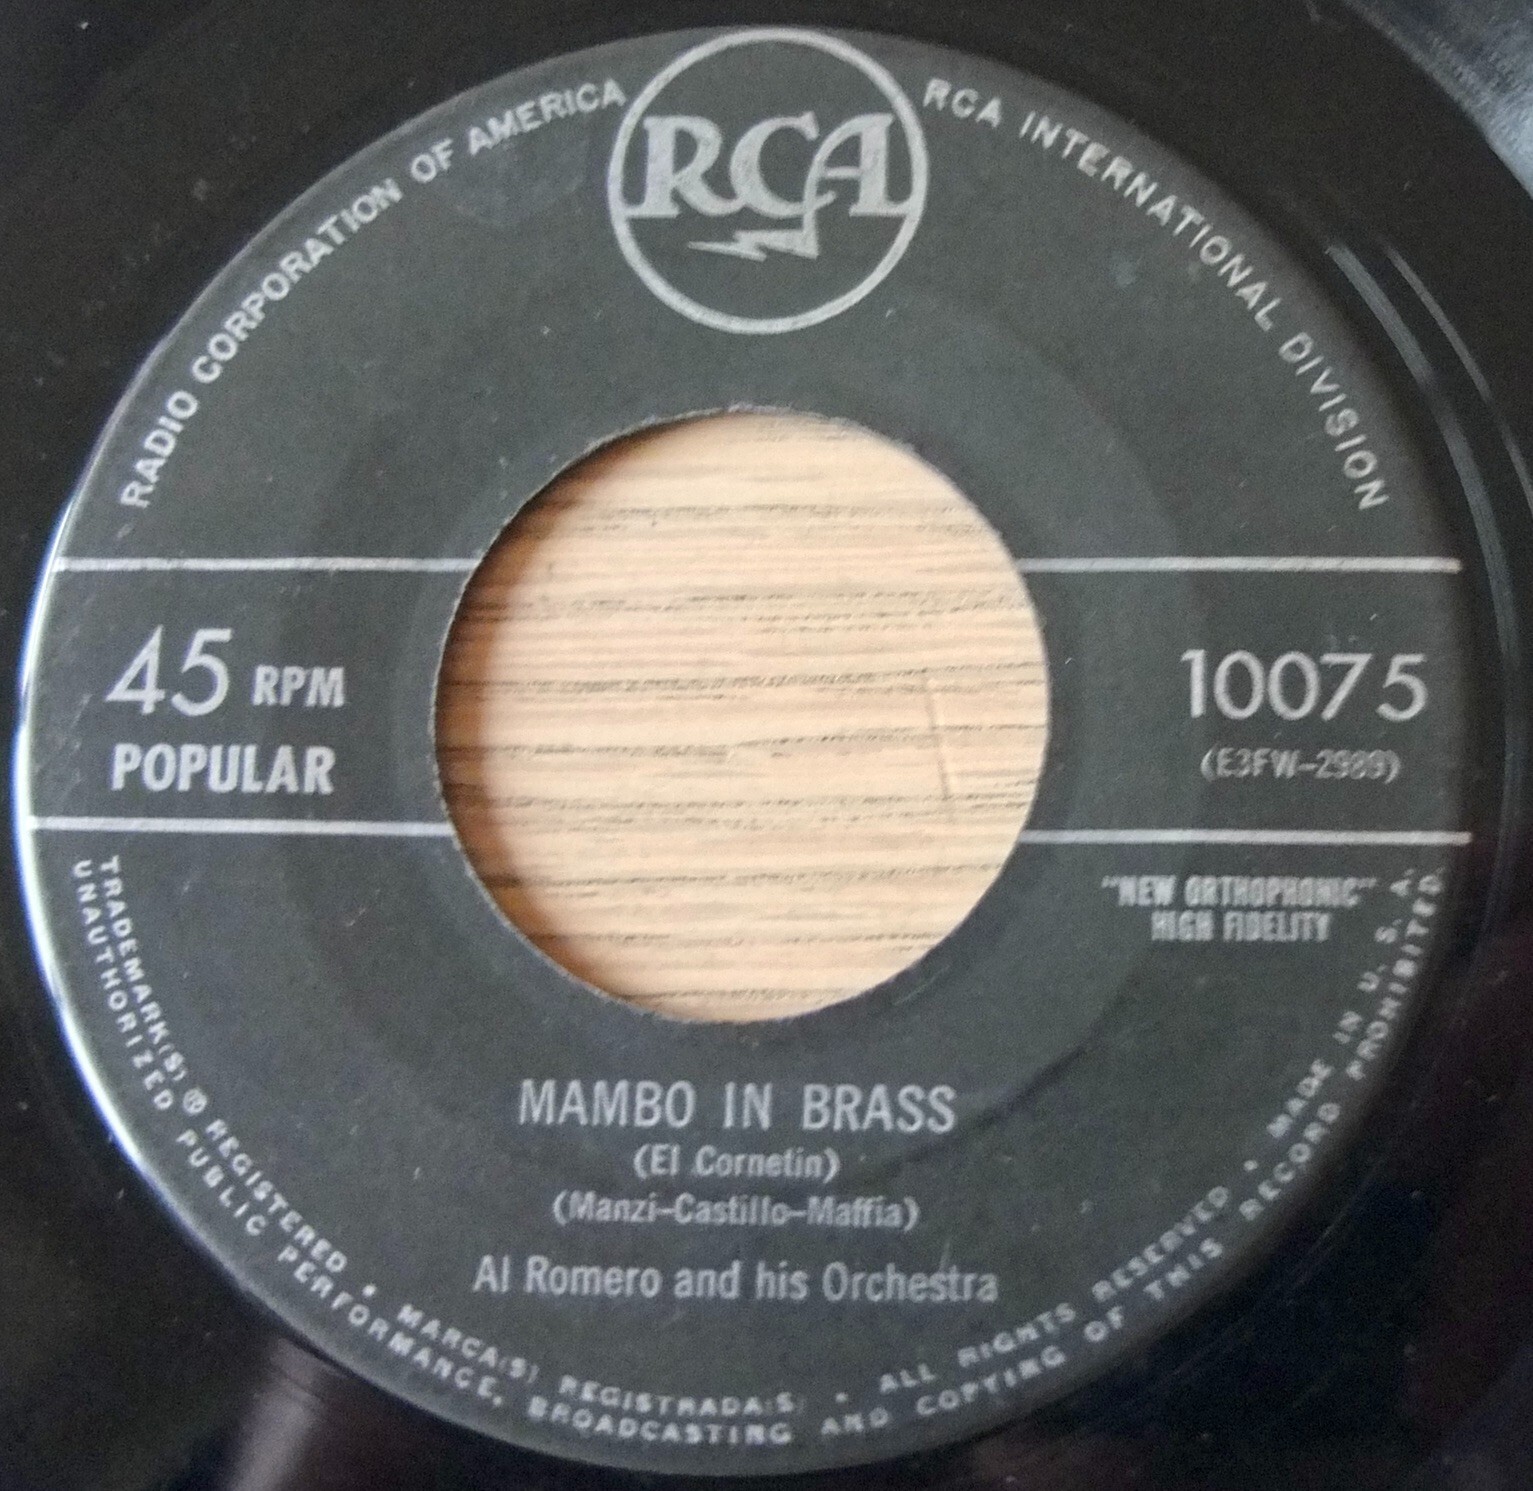 RADIO CORPORATION OF AMERICA
RCA
RCA INTERNATIONAL DIVISION
45 RPM
POPULAR
10075
(E3FW-2989)
"NEW ORTHOPHONIC"
HIGH FIDELITY
MAMBO IN BRASS
(El Cornetin)
(Manzi-Castillo-Maffia)
Al Romero and his Orchestra
TRADEMARK(S) ® REGISTERED • MARCA(S) REGISTRADA(S) • ALL RIGHTS RESERVED • MADE IN U. S. A.
UNAUTHORIZED PUBLIC PERFORMANCE, BROADCASTING AND COPYING OF THIS RECORD PROHIBITED.